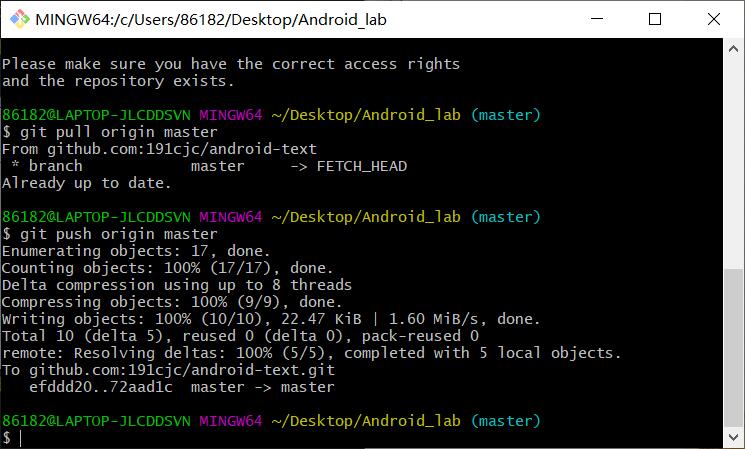 MINGW64:/c/Users/86182/Desktop/Android_lab
Please make sure you have the correct access rights
and the repository exists.
86182@LAPTOP-JLCDDSVN MINGW64 ~/Desktop/Android_lab (master)
$ git pull origin master
From github.com:191cjc/android-text
 * branch            master     -> FETCH_HEAD
Already up to date.
86182@LAPTOP-JLCDDSVN MINGW64 ~/Desktop/Android_lab (master)
$ git push origin master
Enumerating objects: 17, done.
Counting objects: 100% (17/17), done.
Delta compression using up to 8 threads
Compressing objects: 100% (9/9), done.
Writing objects: 100% (10/10), 22.47 KiB | 1.60 MiB/s, done.
Total 10 (delta 5), reused 0 (delta 0), pack-reused 0
remote: Resolving deltas: 100% (5/5), completed with 5 local objects.
To github.com:191cjc/android-text.git
   efddd20..72aad1c  master -> master
86182@LAPTOP-JLCDDSVN MINGW64 ~/Desktop/Android_lab (master)
$